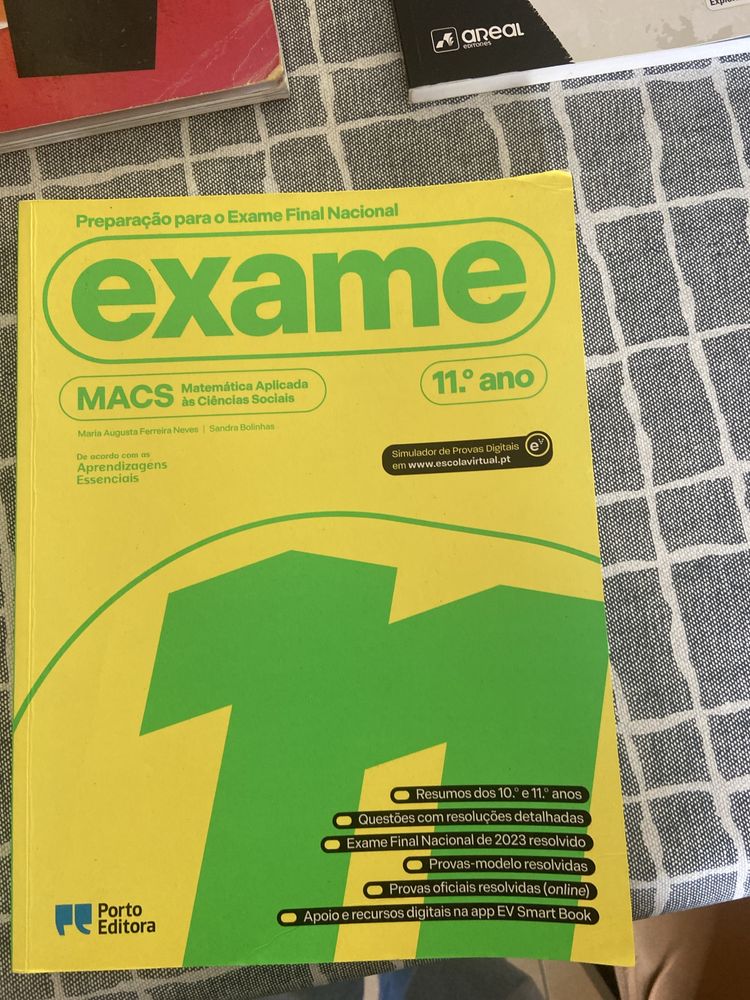 AREAL
EDITORES
Preparação para o Exame Final Nacional
exame
MACS
Matemática Aplicada
às Ciências Sociais
11.º ano
Maria Augusta Ferreira Neves | Sandra Bolinhas
De acordo com as
Aprendizagens
Essenciais
Simulador de Provas Digitais
em www.escolavirtual.pt
eV
11
Resumos dos 10.º e 11.º anos
Questões com resoluções detalhadas
Exame Final Nacional de 2023 resolvido
Provas-modelo resolvidas
Provas oficiais resolvidas (online)
Apoio e recursos digitais na app EV Smart Book
Porto
Editora